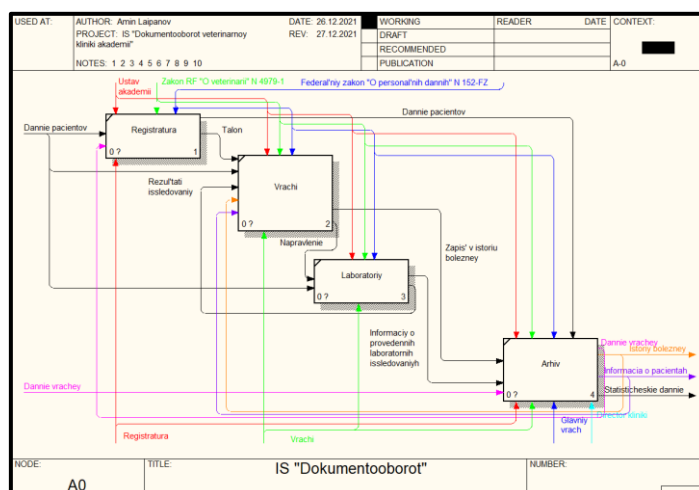 USED AT:
AUTHOR: Amin Laipanov
DATE: 26.12.2021
WORKING
READER
DATE
CONTEXT:
PROJECT: IS "Dokumentooborot veterinarnoy
kliniki akademii"
REV: 27.12.2021
DRAFT
RECOMMENDED
NOTES: 1 2 3 4 5 6 7 8 9 10
PUBLICATION
A-0
Ustav
akademii
Zakon RF "O veterinarii" N 4979-1
Federal'niy zakon "O personal'nih dannih" N 152-FZ
Dannie pacientov
Dannie pacientov
Registratura
0 ?
1
Talon
Vrachi
0 ?
2
Rezul'tati
issledovaniy
Napravlenie
Zapis' v istoriu
bolezney
Laboratoriy
0 ?
3
Informaciy o
provedennih
laboratornih
issledovaniyh
Arhiv
0 ?
4
Dannie vrachey
Istoriy bolezney
Informacia o pacientah
Statisticheskie dannie
Dannie vrachey
Registratura
Vrachi
Glavniy
vrach
Director kliniki
NODE:
TITLE:
NUMBER:
IS "Dokumentooborot"
A0